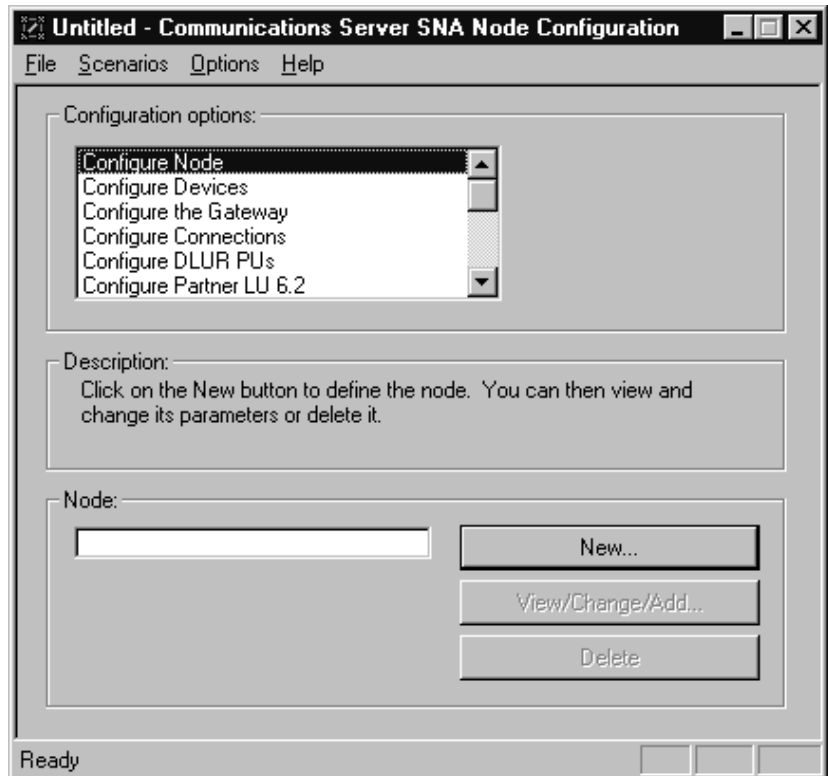 Untitled - Communications Server SNA Node Configuration
File Scenarios Options Help
Configuration options:
Configure Node
Configure Devices
Configure the Gateway
Configure Connections
Configure DLUR PUs
Configure Partner LU 6.2
Description:
Click on the New button to define the node. You can then view and
change its parameters or delete it.
Node:
New...
View/Change/Add...
Delete
Ready